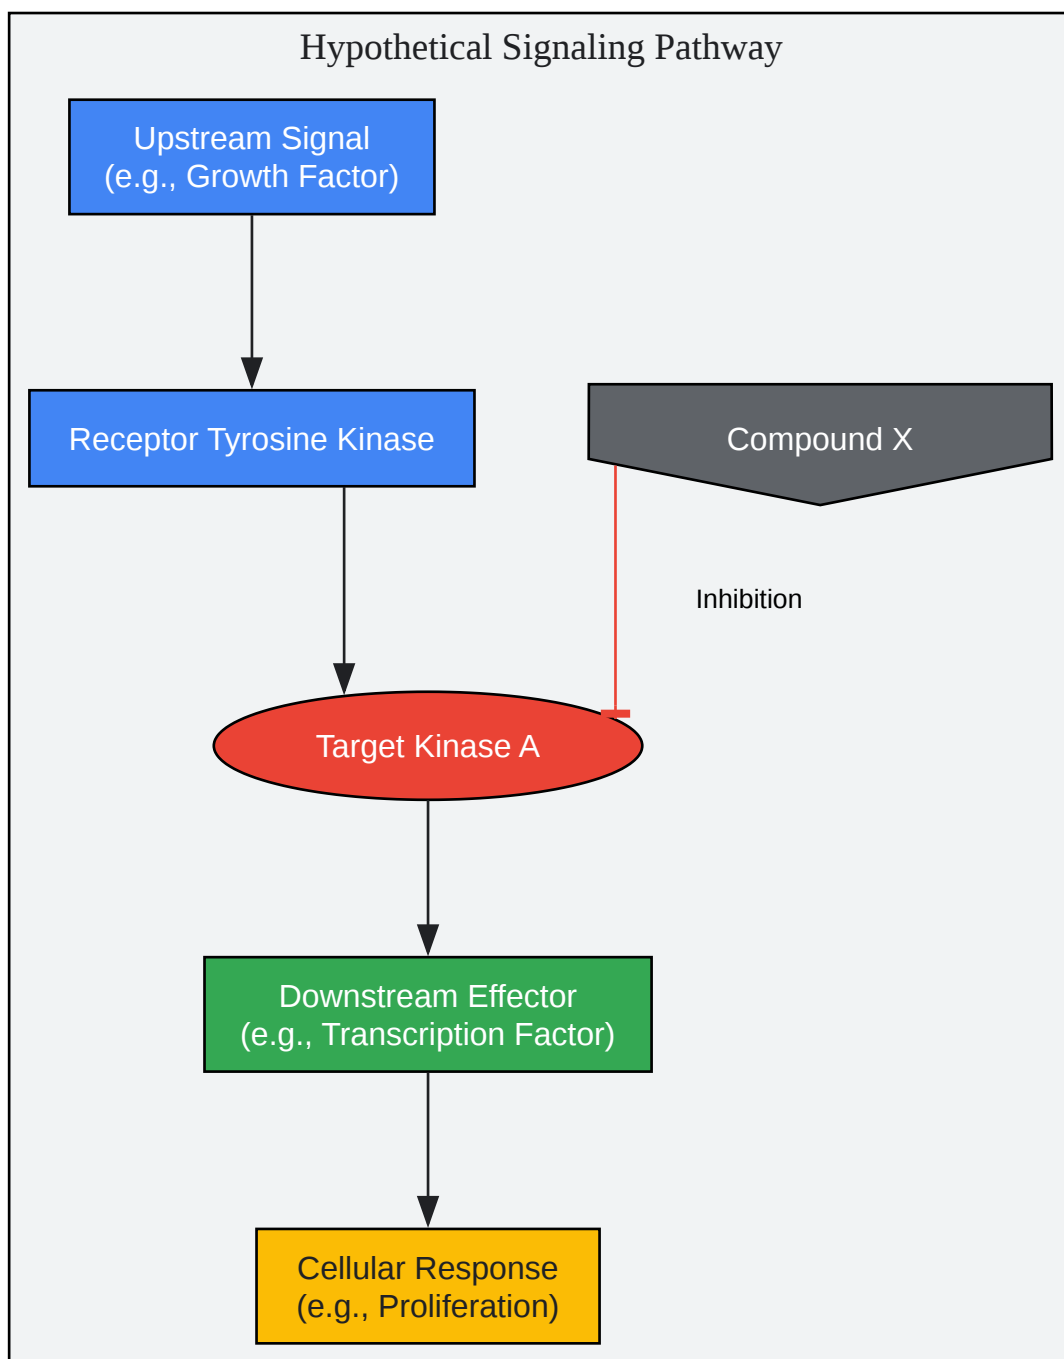 Hypothetical Signaling Pathway
Upstream Signal
(e.g., Growth Factor)
Receptor Tyrosine Kinase
Compound X
Inhibition
Target Kinase A
Downstream Effector
(e.g., Transcription Factor)
Cellular Response
(e.g., Proliferation)